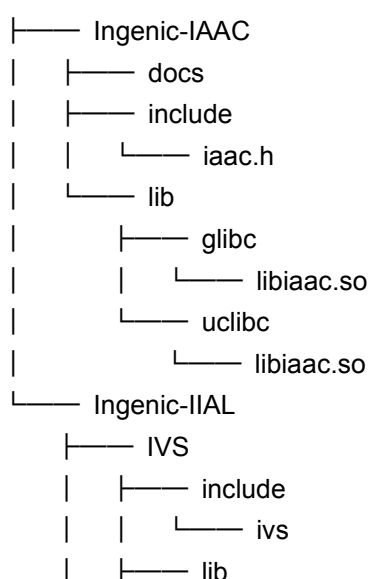 ├── Ingenic-IAAC
│   ├── docs
│   ├── include
│   │   └── iaac.h
│   └── lib
│       ├── glibc
│       │   └── libiaac.so
│       └── uclibc
│           └── libiaac.so
└── Ingenic-IIAL
    ├── IVS
    │   ├── include
    │   │   └── ivs
    │   ├── lib